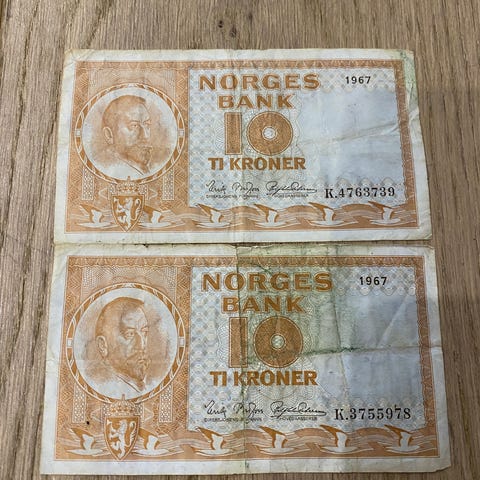 NORGES 1967
BANK
10
TI KRONER
K.4763739
NORGES 1967
BANK
10
TI KRONER
K.3755978